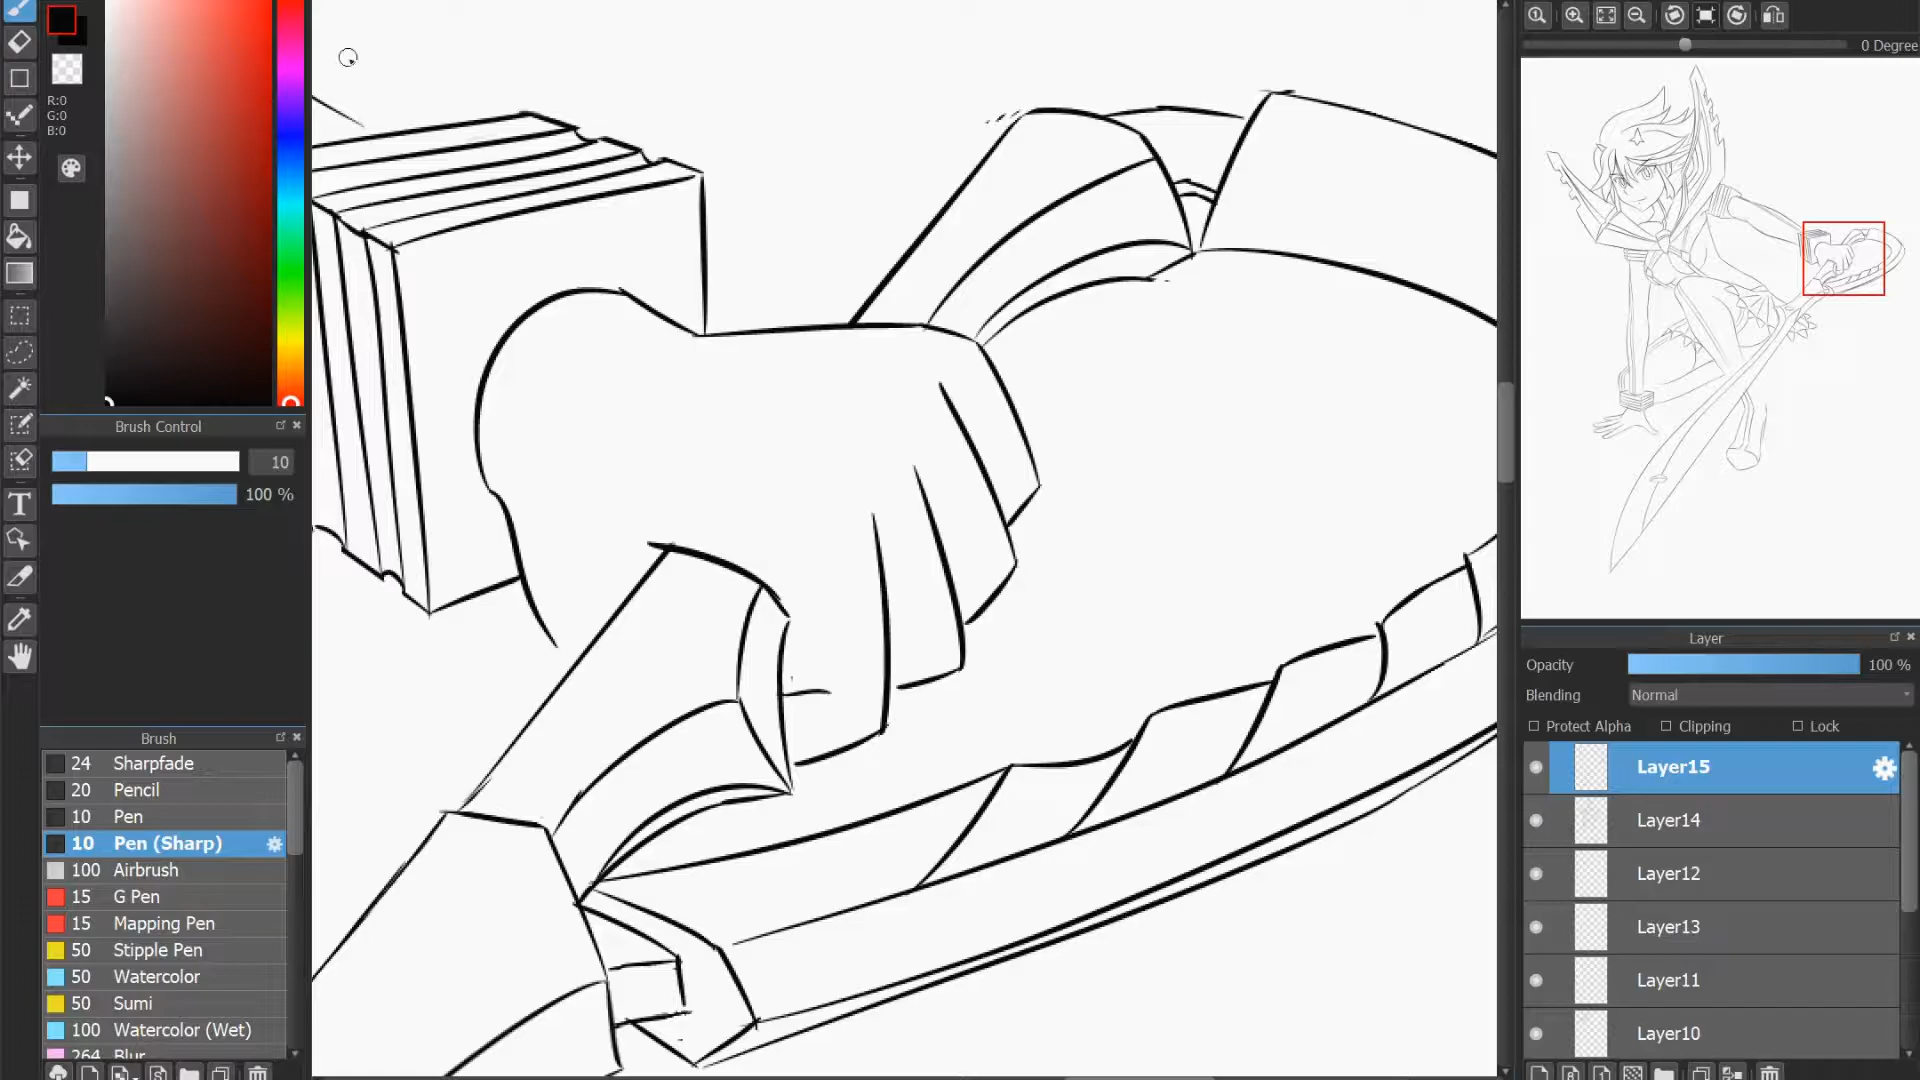 R:0
G:0
B:0
T
Brush Control
10
100 %
Brush
24 Sharpfade
20 Pencil
10 Pen
10 Pen (Sharp)
100 Airbrush
15 G Pen
15 Mapping Pen
50 Stipple Pen
50 Watercolor
50 Sumi
100 Watercolor (Wet)
264 Blur
0 Degree
Layer
Opacity 100 %
Blending Normal
Protect Alpha Clipping Lock
Layer15
Layer14
Layer12
Layer13
Layer11
Layer10